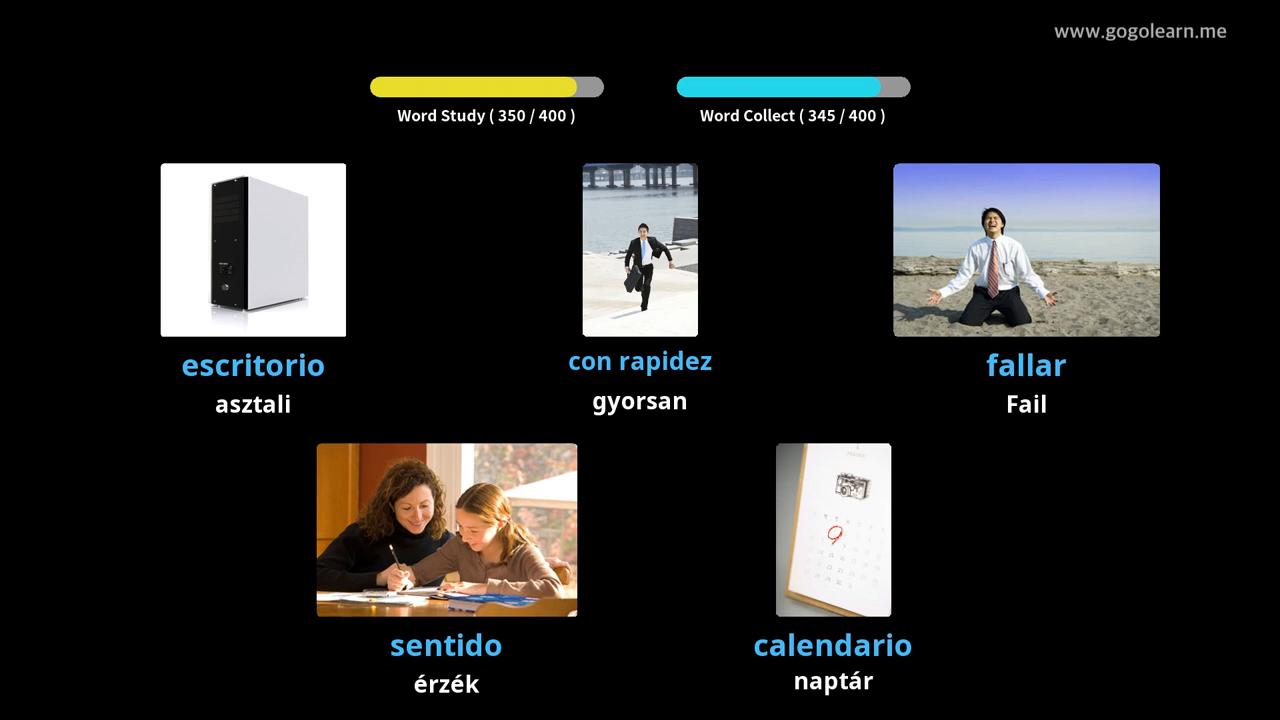 www.gogolearn.me
Word Study ( 350 / 400 )
Word Collect ( 345 / 400 )
escritorio
asztali
con rapidez
gyorsan
fallar
Fail
sentido
érzék
calendario
naptár